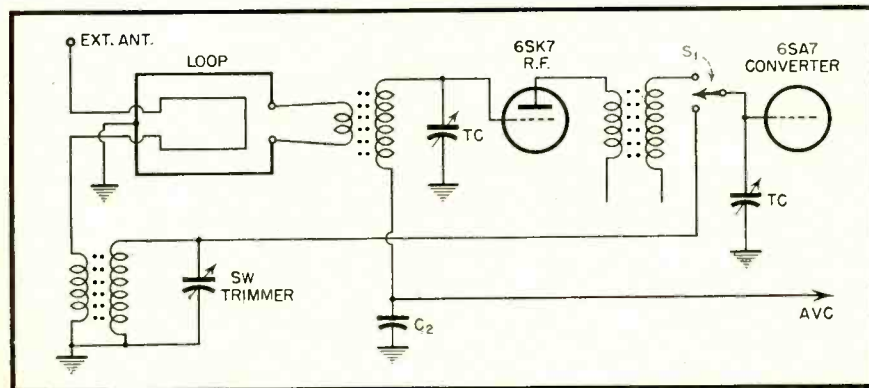 EXT. ANT.
LOOP
6SK7
R.F.
S1
6SA7
CONVERTER
TC
TC
SW
TRIMMER
C2
AVC